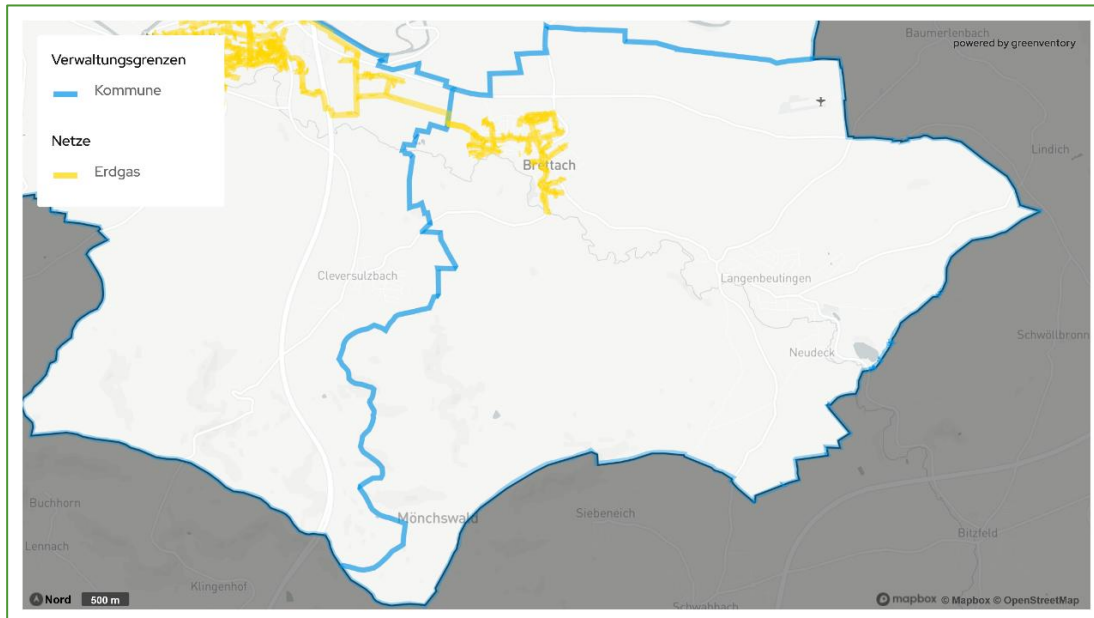 Verwaltungsgrenzen
Kommune
Netze
Erdgas
Baumerlenbach
powered by greenventory
Lindich
Brettach
Cleversulzbach
Langenbeutingen
Schwöllbronn
Neudeck
Buchhorn
Mönchswald
Siebeneich
Bitzfeld
Lennach
Klingenhof
Schwabbach
Nord 500 m
mapbox © Mapbox © OpenStreetMap